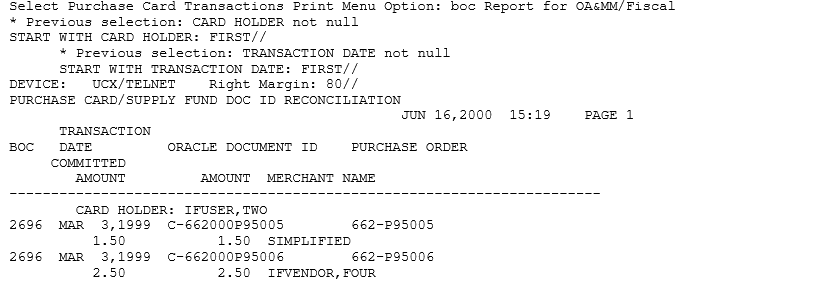 Select Purchase Card Transactions Print Menu Option: boc Report for OA&MM/Fiscal
* Previous selection: CARD HOLDER not null
START WITH CARD HOLDER: FIRST//
* Previous selection: TRANSACTION DATE not null
START WITH TRANSACTION DATE: FIRST//
DEVICE: UCX/TELNET Right Margin: 80//
PURCHASE CARD/SUPPLY FUND DOC ID RECONCILIATION
JUN 16,2000 15:19 PAGE 1
TRANSACTION
BOC DATE ORACLE DOCUMENT ID PURCHASE ORDER
COMMITTED
AMOUNT AMOUNT MERCHANT NAME
-----------------------------------------------------------------------
CARD HOLDER: IFUSER,TWO
2696 MAR 3,1999 C-662000P95005 662-P95005
1.50 1.50 SIMPLIFIED
2696 MAR 3,1999 C-662000P95006 662-P95006
2.50 2.50 IFVENDOR,FOUR